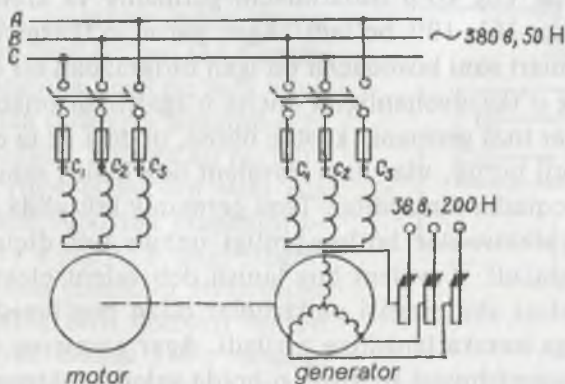 A
B
C
~ 380 в, 50 H
C₁ C₂ C₃
C₁ C₂ C₃
36 в, 200 H
motor
generator